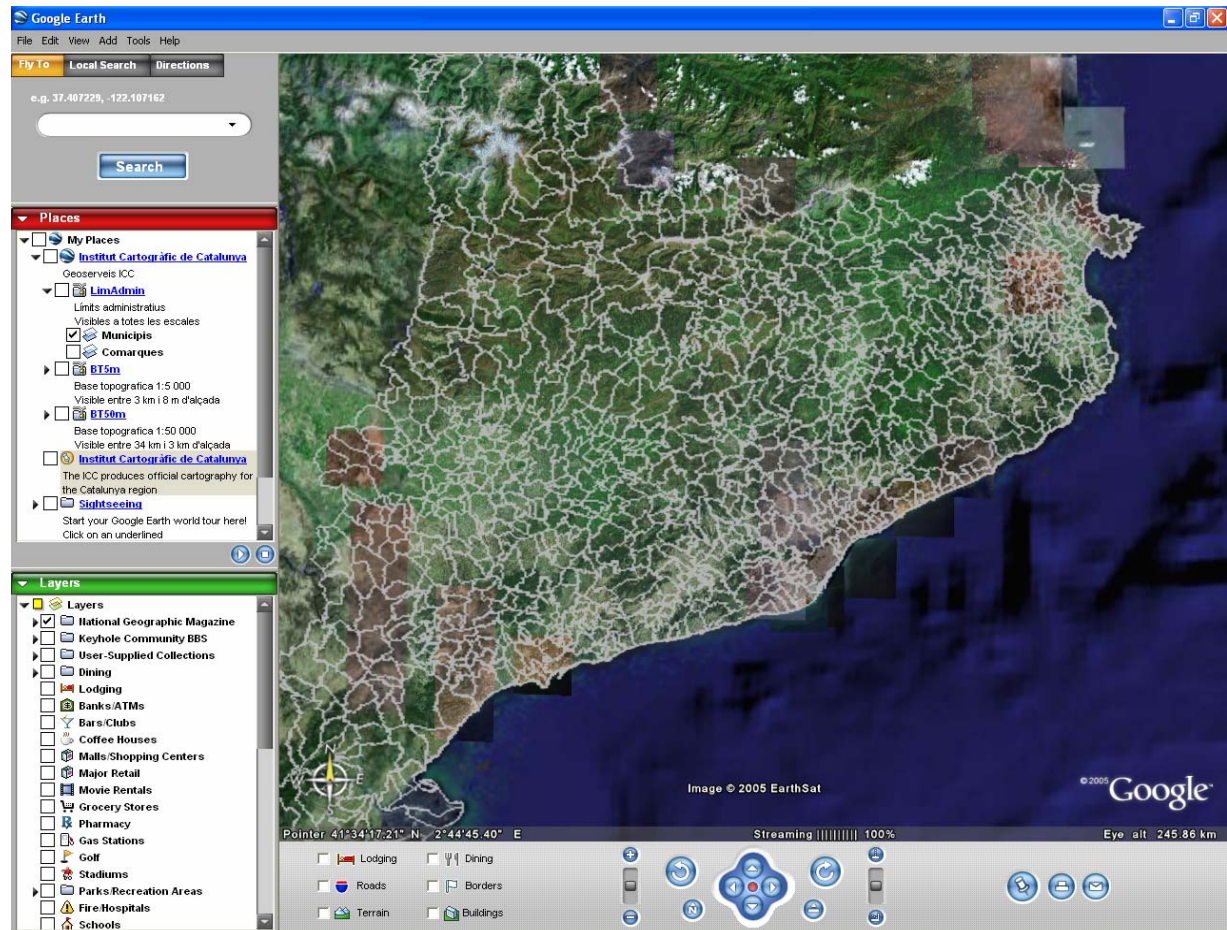 Google Earth
File Edit View Add Tools Help
Fly To Local Search Directions
e.g. 37.407229, -122.107162
Search
Places
My Places
Institut Cartogràfic de Catalunya
Geoserveis ICC
LimAdmin
Límits administratius
Visibles a totes les escales
Municipis
Comarques
BT5m
Base topografica 1:5 000
Visible entre 3 km i 8 m d'alçada
BT50m
Base topografica 1:50 000
Visible entre 34 km i 3 km d'alçada
Institut Cartogràfic de Catalunya
The ICC produces official cartography for
the Catalunya region
Sightseeing
Start your Google Earth world tour here!
Click on an underlined
Layers
Layers
National Geographic Magazine
Keyhole Community BBS
User-Supplied Collections
Dining
Lodging
Banks/ATMs
Bars/Clubs
Coffee Houses
Malls/Shopping Centers
Major Retail
Movie Rentals
Grocery Stores
Pharmacy
Gas Stations
Golf
Stadiums
Parks/Recreation Areas
Fire/Hospitals
Schools
N
W E
S
Image © 2005 EarthSat
©2005 Google
Pointer 41°34'17.21" N 2°44'45.40" E Streaming |||||||||| 100% Eye alt 245.86 km
Lodging Dining
Roads Borders
Terrain Buildings
N